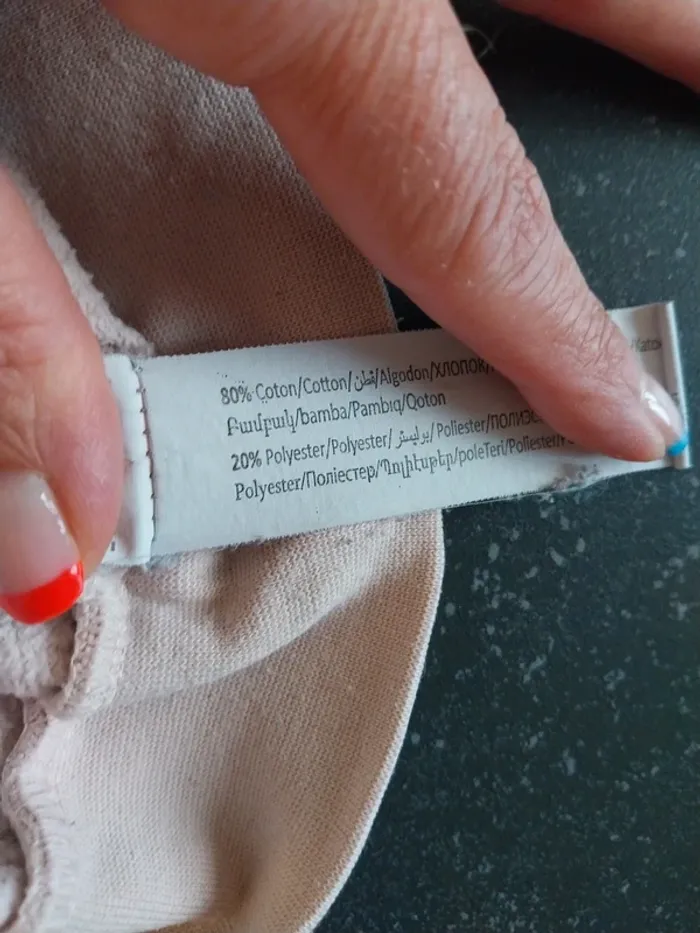 80% Coton/Cotton/قطن/Algodon/ХЛОПОК/
Բամբակ/bamba/Pambıq/Qoton
20% Polyester/Polyester/بوليستر/Poliester/ПОЛИЭС
Polyester/Поліестер/Պոլիէսթեր/poleTeri/Poliester/